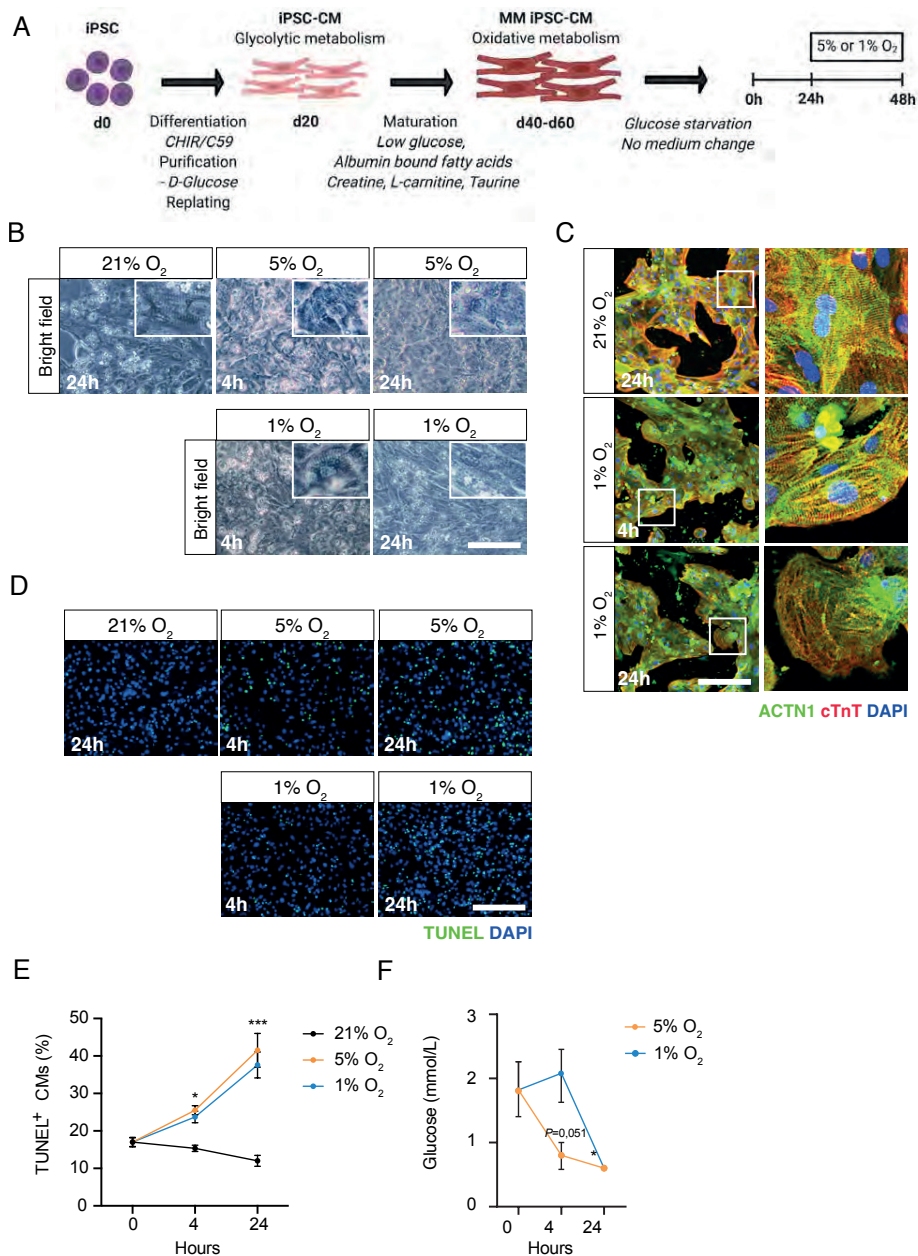 A
iPSC
d0
Differentiation
CHIR/C59
Purification
- D-Glucose
Replating
iPSC-CM
Glycolytic metabolism
d20
Maturation
Low glucose,
Albumin bound fatty acids
Creatine, L-carnitine, Taurine
MM iPSC-CM
Oxidative metabolism
d40-d60
Glucose starvation
No medium change
5% or 1% O₂
0h 24h 48h
B
21% O₂ 5% O₂ 5% O₂
Bright field
24h 4h 24h
1% O₂ 1% O₂
Bright field
4h 24h
C
21% O₂
24h
1% O₂
4h
1% O₂
24h
ACTN1 cTnT DAPI
D
21% O₂ 5% O₂ 5% O₂
24h 4h 24h
1% O₂ 1% O₂
4h 24h
TUNEL DAPI
E
TUNEL⁺ CMs (%)
50
40
30
20
10
0
* ***
0 4 24
Hours
21% O₂
5% O₂
1% O₂
F
Glucose (mmol/L)
3
2
1
0
P=0,051
*
0 4 24
Hours
5% O₂
1% O₂